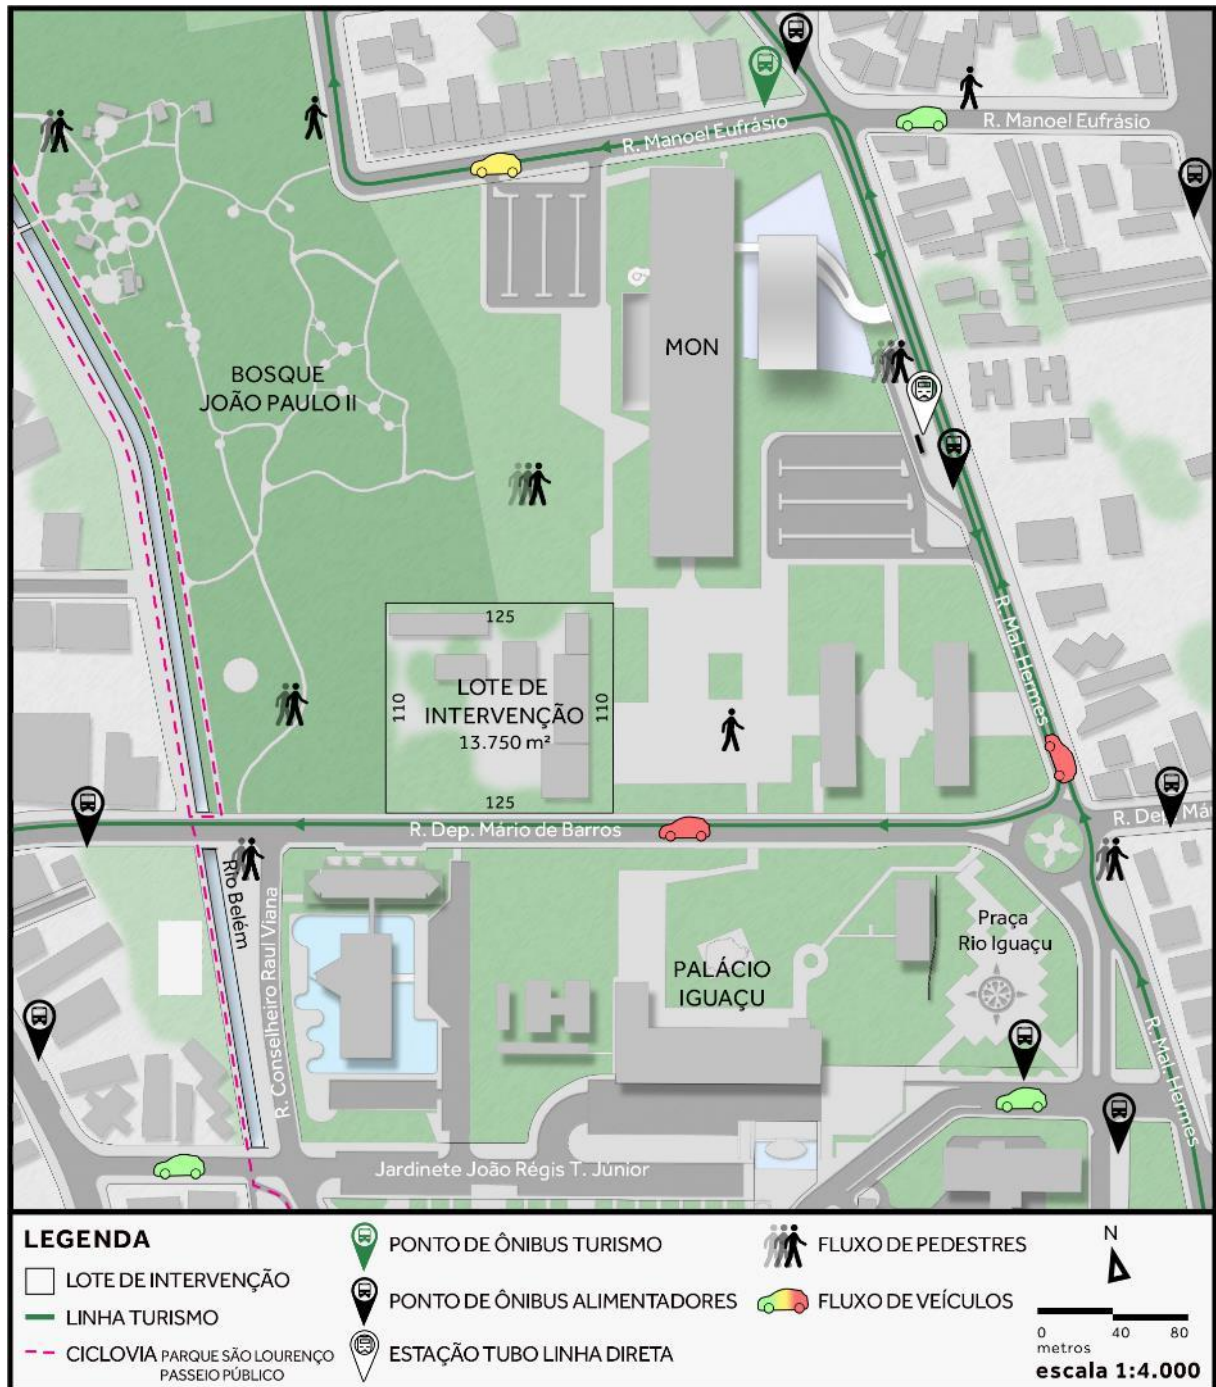 R. Manoel Eufrásio
R. Manoel Eufrásio
MON
BOSQUE
JOÃO PAULO II
125
110
LOTE DE
INTERVENÇÃO
13.750 m²
110
125
R. Mal. Hermes
R. Dep. Mário de Barros
R. Dep. Má
Rio Belém
R. Conselheiro Raul Viana
PALÁCIO
IGUAÇU
Praça
Rio Iguaçu
R. Mal. Hermes
Jardinete João Régis T. Júnior
LEGENDA
LOTE DE INTERVENÇÃO
LINHA TURISMO
CICLOVIA PARQUE SÃO LOURENÇO
PASSEIO PÚBLICO
PONTO DE ÔNIBUS TURISMO
PONTO DE ÔNIBUS ALIMENTADORES
ESTAÇÃO TUBO LINHA DIRETA
FLUXO DE PEDESTRES
FLUXO DE VEÍCULOS
N
0 40 80
metros
escala 1:4.000